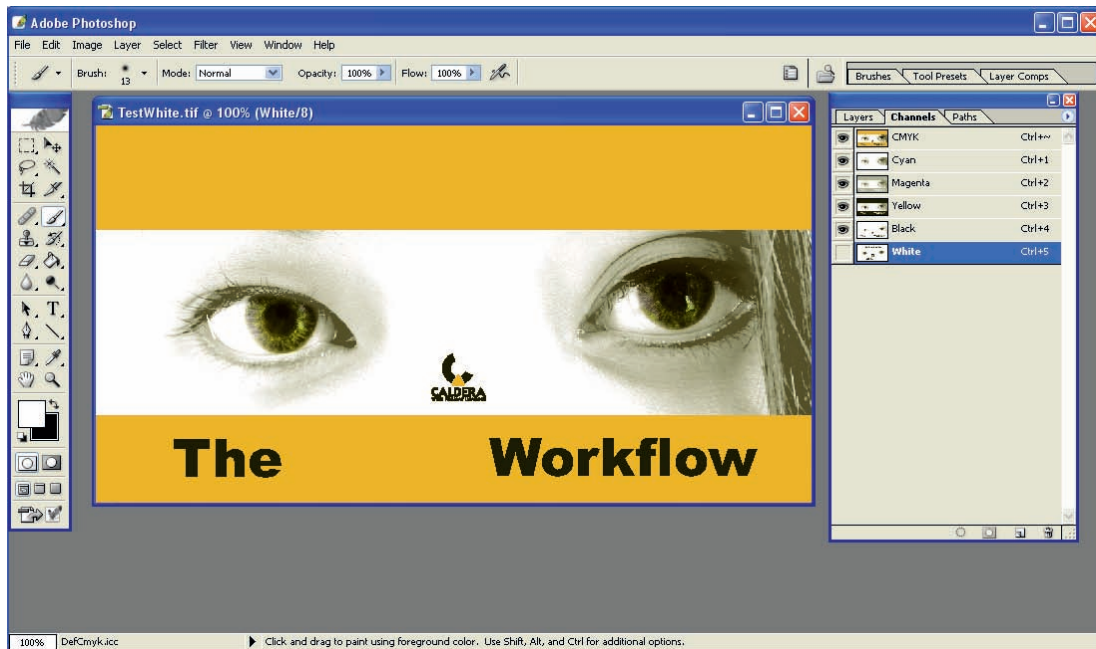 Adobe Photoshop
File Edit Image Layer Select Filter View Window Help
Brush: 13 Mode: Normal Opacity: 100% Flow: 100% Brushes Tool Presets Layer Comps
TestWhite.tif @ 100% (White/8)
Layers Channels Paths
CMYK Ctrl+~
Cyan Ctrl+1
Magenta Ctrl+2
Yellow Ctrl+3
Black Ctrl+4
White Ctrl+5
CALDERA
The Workflow
100% DefCmyk.icc Click and drag to paint using foreground color. Use Shift, Alt, and Ctrl for additional options.